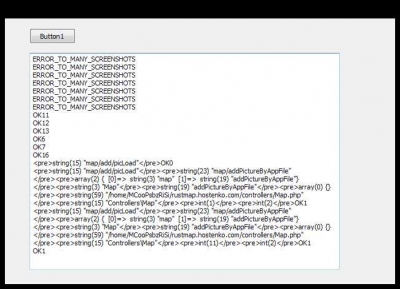 Button1
ERROR_TO_MANY_SCREENSHOTS
ERROR_TO_MANY_SCREENSHOTS
ERROR_TO_MANY_SCREENSHOTS
ERROR_TO_MANY_SCREENSHOTS
ERROR_TO_MANY_SCREENSHOTS
ERROR_TO_MANY_SCREENSHOTS
ERROR_TO_MANY_SCREENSHOTS
OK11
OK12
OK13
OK6
OK7
OK16
<pre>string(15) "map/add/picLoad"</pre>OK0
<pre>string(15) "map/add/picLoad"</pre><pre>string(23) "map/addPictureByAppFile"
</pre><pre>array(2) { [0]=> string(3) "map" [1]=> string(19) "addPictureByAppFile"}
</pre><pre>string(3) "Map"</pre><pre>string(19) "addPictureByAppFile"</pre><pre>array(0) {}
</pre><pre>string(59) "/home/MCooPsbzRiSi/rustmap.hostenko.com/controllers/Map.php"
</pre><pre>string(15) "Controllers\Map"</pre><pre>int(1)</pre><pre>int(2)</pre>OK1
<pre>string(15) "map/add/picLoad"</pre><pre>string(23) "map/addPictureByAppFile"
</pre><pre>array(2) { [0]=> string(3) "map" [1]=> string(19) "addPictureByAppFile"}
</pre><pre>string(3) "Map"</pre><pre>string(19) "addPictureByAppFile"</pre><pre>array(0) {}
</pre><pre>string(59) "/home/MCooPsbzRiSi/rustmap.hostenko.com/controllers/Map.php"
</pre><pre>string(15) "Controllers\Map"</pre><pre>int(11)</pre><pre>int(2)</pre>OK1
OK1